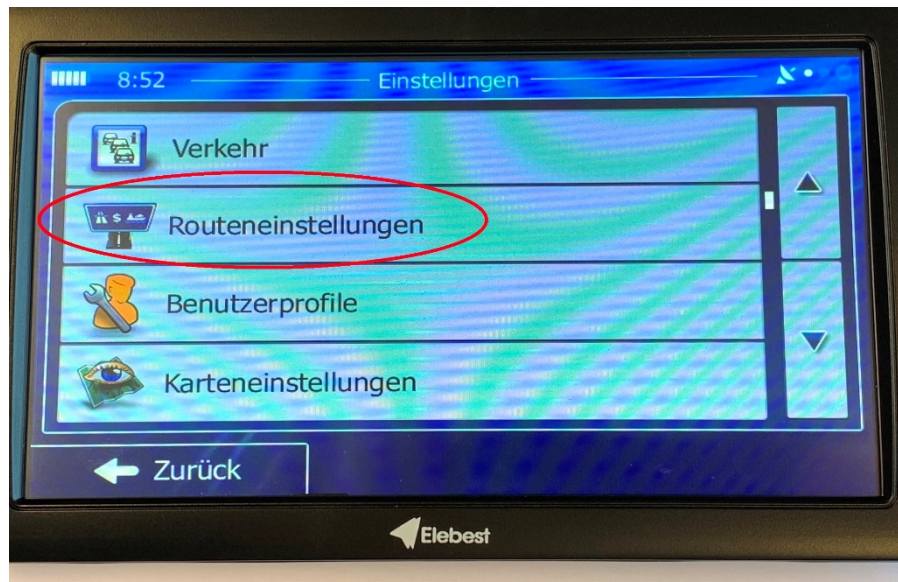 8:52 Einstellungen
Verkehr
Routeneinstellungen
Benutzerprofile
Karteneinstellungen
Zurück
Elebest